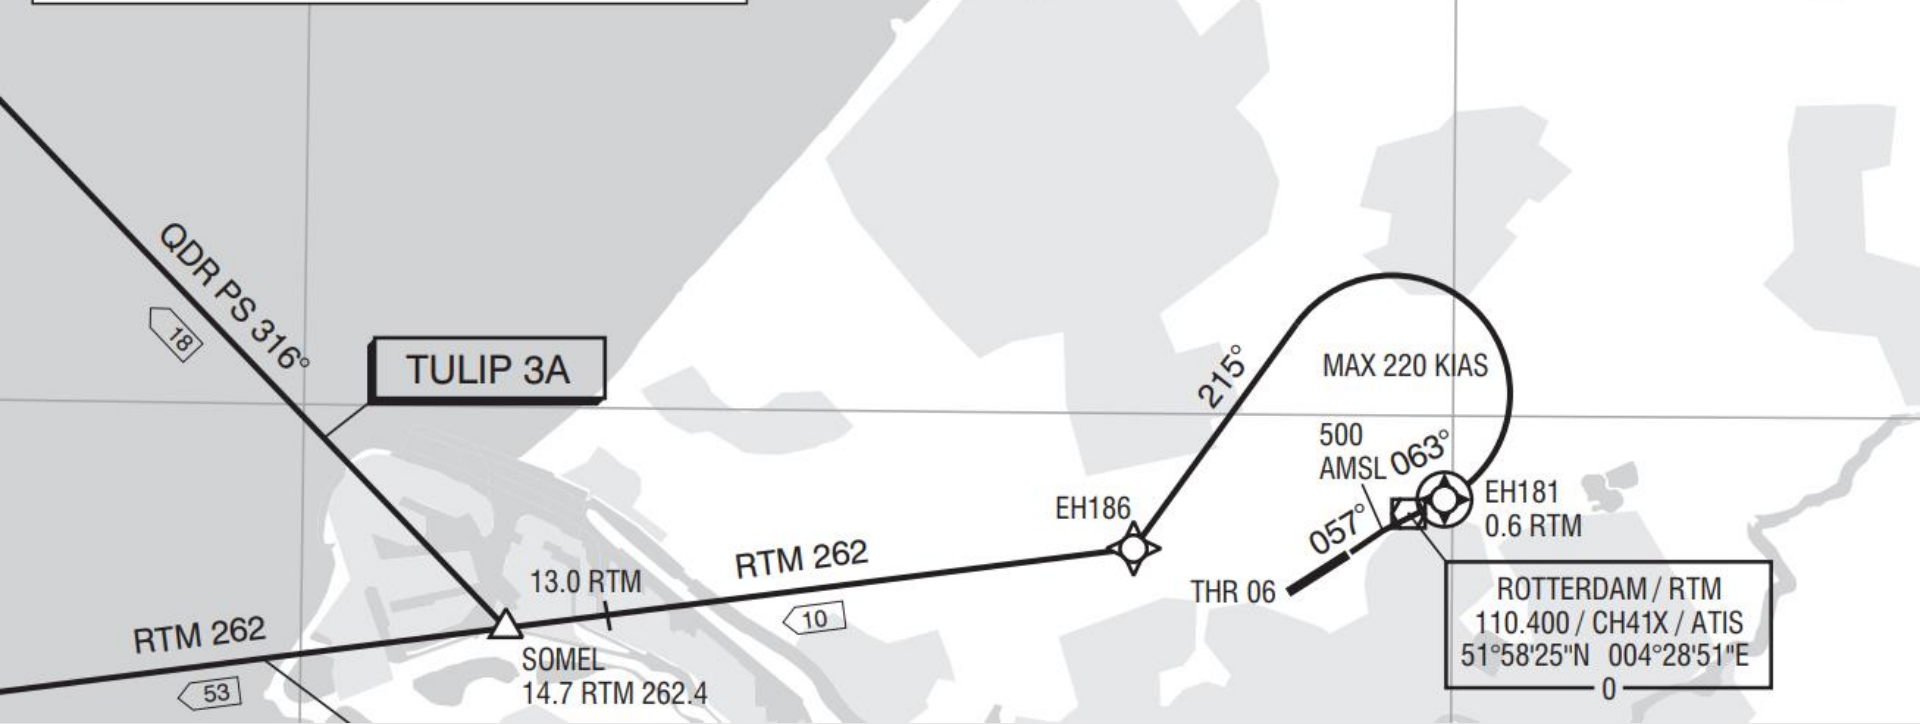 QDR PS 316°
18
TULIP 3A
MAX 220 KIAS
215°
500
AMSL
063°
EH186
EH181
0.6 RTM
057°
RTM 262
13.0 RTM
THR 06
10
ROTTERDAM / RTM
110.400 / CH41X / ATIS
51°58'25"N 004°28'51"E
0
RTM 262
SOMEL
14.7 RTM 262.4
53